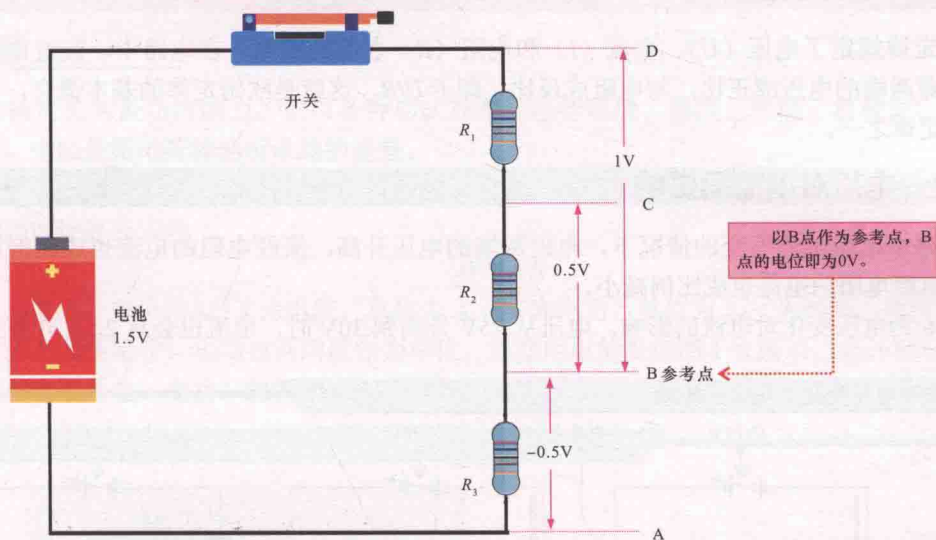 D
开关
R₁
1V
C
以B点作为参考点，B
点的电位即为0V。
0.5V
R₂
+
电池
1.5V
−
B 参考点
−0.5V
R₃
A